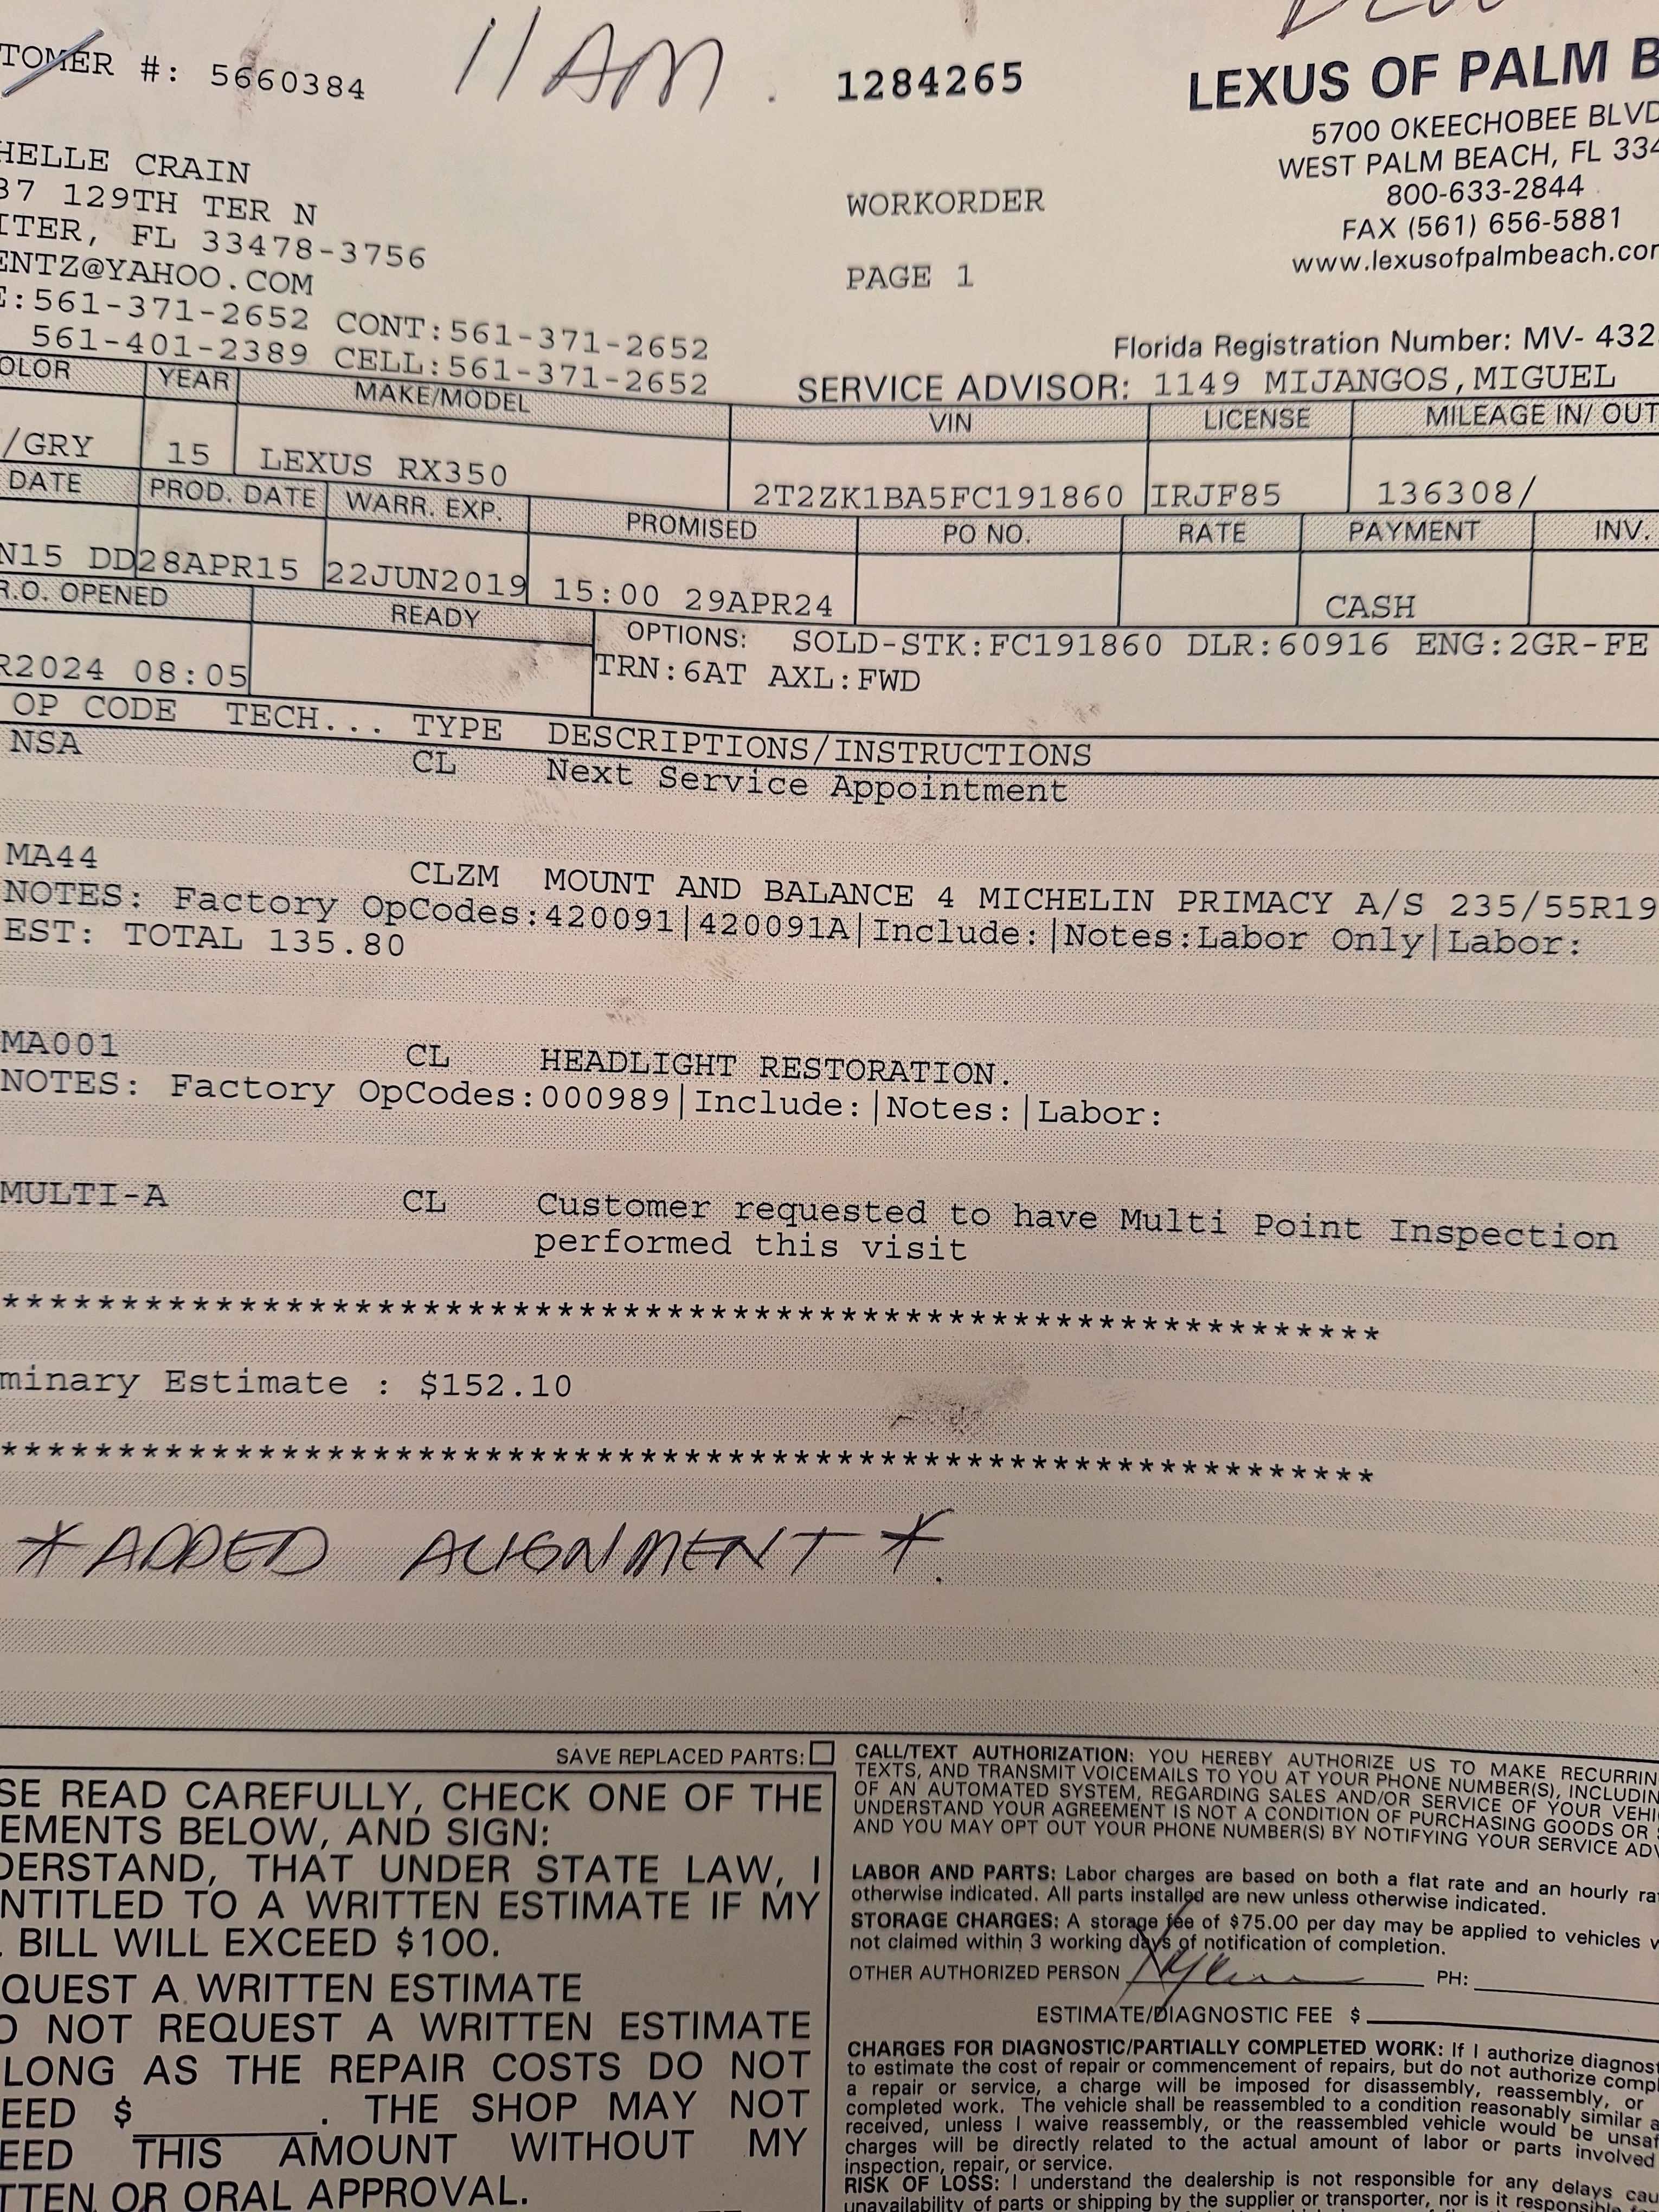 TOMER #: 5660384
11 AM.
1284265
LEXUS OF PALM B
5700 OKEECHOBEE BLVD
WEST PALM BEACH, FL 334
800-633-2844
FAX (561) 656-5881
www.lexusofpalmbeach.com
HELLE CRAIN
37 129TH TER N
ITER, FL 33478-3756
ENTZ@YAHOO.COM
E:561-371-2652 CONT:561-371-2652
561-401-2389 CELL:561-371-2652
WORKORDER
PAGE 1
Florida Registration Number: MV- 432
SERVICE ADVISOR: 1149 MIJANGOS,MIGUEL
OLOR YEAR MAKE/MODEL VIN LICENSE MILEAGE IN/ OUT
/GRY 15 LEXUS RX350 2T2ZK1BA5FC191860 IRJF85 136308/
DATE PROD. DATE WARR. EXP. PROMISED PO NO. RATE PAYMENT INV.
N15 DD 28APR15 22JUN2019 15:00 29APR24 CASH
R.O. OPENED READY OPTIONS: SOLD-STK:FC191860 DLR:60916 ENG:2GR-FE
TRN:6AT AXL:FWD
R2024 08:05
OP CODE TECH... TYPE DESCRIPTIONS/INSTRUCTIONS
NSA CL Next Service Appointment
MA44 CLZM MOUNT AND BALANCE 4 MICHELIN PRIMACY A/S 235/55R19
NOTES: Factory OpCodes:420091|420091A|Include:|Notes:Labor Only|Labor:
EST: TOTAL 135.80
MA001 CL HEADLIGHT RESTORATION.
NOTES: Factory OpCodes:000989|Include:|Notes:|Labor:
MULTI-A CL Customer requested to have Multi Point Inspection
performed this visit
**********************************************************
minary Estimate : $152.10
**********************************************************
*ADDED ALIGNMENT*.
SAVE REPLACED PARTS:
SE READ CAREFULLY, CHECK ONE OF THE
EMENTS BELOW, AND SIGN:
DERSTAND, THAT UNDER STATE LAW, I
NTITLED TO A WRITTEN ESTIMATE IF MY
. BILL WILL EXCEED $100.
QUEST A WRITTEN ESTIMATE
O NOT REQUEST A WRITTEN ESTIMATE
LONG AS THE REPAIR COSTS DO NOT
EED $ . THE SHOP MAY NOT
EED THIS AMOUNT WITHOUT MY
TTEN OR ORAL APPROVAL.
CALL/TEXT AUTHORIZATION: YOU HEREBY AUTHORIZE US TO MAKE RECURRIN
TEXTS, AND TRANSMIT VOICEMAILS TO YOU AT YOUR PHONE NUMBER(S), INCLUDIN
OF AN AUTOMATED SYSTEM, REGARDING SALES AND/OR SERVICE OF YOUR VEHI
UNDERSTAND YOUR AGREEMENT IS NOT A CONDITION OF PURCHASING GOODS OR S
AND YOU MAY OPT OUT YOUR PHONE NUMBER(S) BY NOTIFYING YOUR SERVICE ADV
LABOR AND PARTS: Labor charges are based on both a flat rate and an hourly ra
otherwise indicated. All parts installed are new unless otherwise indicated.
STORAGE CHARGES: A storage fee of $75.00 per day may be applied to vehicles w
not claimed within 3 working days of notification of completion.
OTHER AUTHORIZED PERSON PH:
ESTIMATE/DIAGNOSTIC FEE $
CHARGES FOR DIAGNOSTIC/PARTIALLY COMPLETED WORK: If I authorize diagnost
to estimate the cost of repair or commencement of repairs, but do not authorize compl
a repair or service, a charge will be imposed for disassembly, reassembly, or
completed work. The vehicle shall be reassembled to a condition reasonably similar a
received, unless I waive reassembly, or the reassembled vehicle would be unsaf
charges will be directly related to the actual amount of labor or parts involved
inspection, repair, or service.
RISK OF LOSS: I understand the dealership is not responsible for any delays cau
unavailability of parts or shipping by the supplier or transporter, nor is it responsible